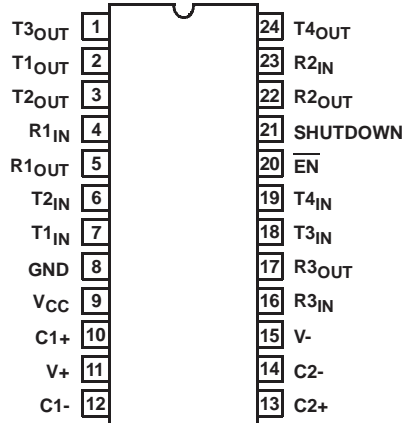 T3OUT 1 24 T4OUT
T1OUT 2 23 R2IN
T2OUT 3 22 R2OUT
R1IN 4 21 SHUTDOWN
R1OUT 5 20 E̅N̅
T2IN 6 19 T4IN
T1IN 7 18 T3IN
GND 8 17 R3OUT
VCC 9 16 R3IN
C1+ 10 15 V-
V+ 11 14 C2-
C1- 12 13 C2+